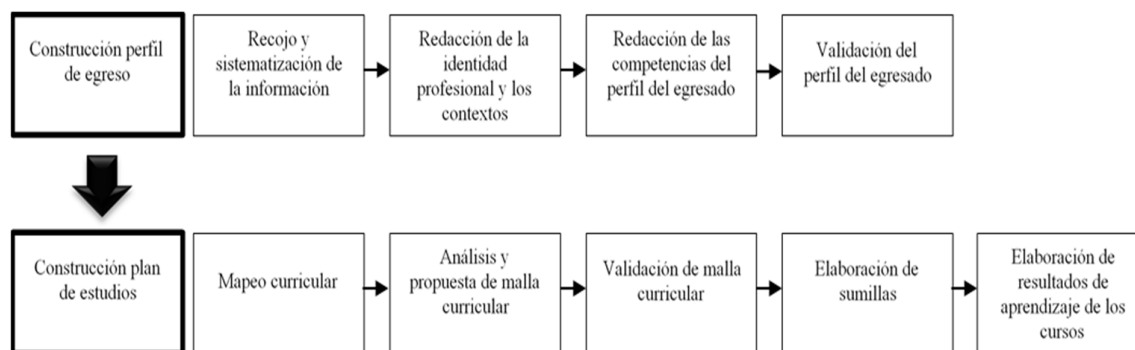 Construcción perfil
de egreso
Recojo y
sistematización de
la información
Redacción de la
identidad
profesional y los
contextos
Redacción de las
competencias del
perfil del egresado
Validación del
perfil del egresado
Construcción plan
de estudios
Mapeo curricular
Análisis y
propuesta de malla
curricular
Validación de malla
curricular
Elaboración de
sumillas
Elaboración de
resultados de
aprendizaje de los
cursos